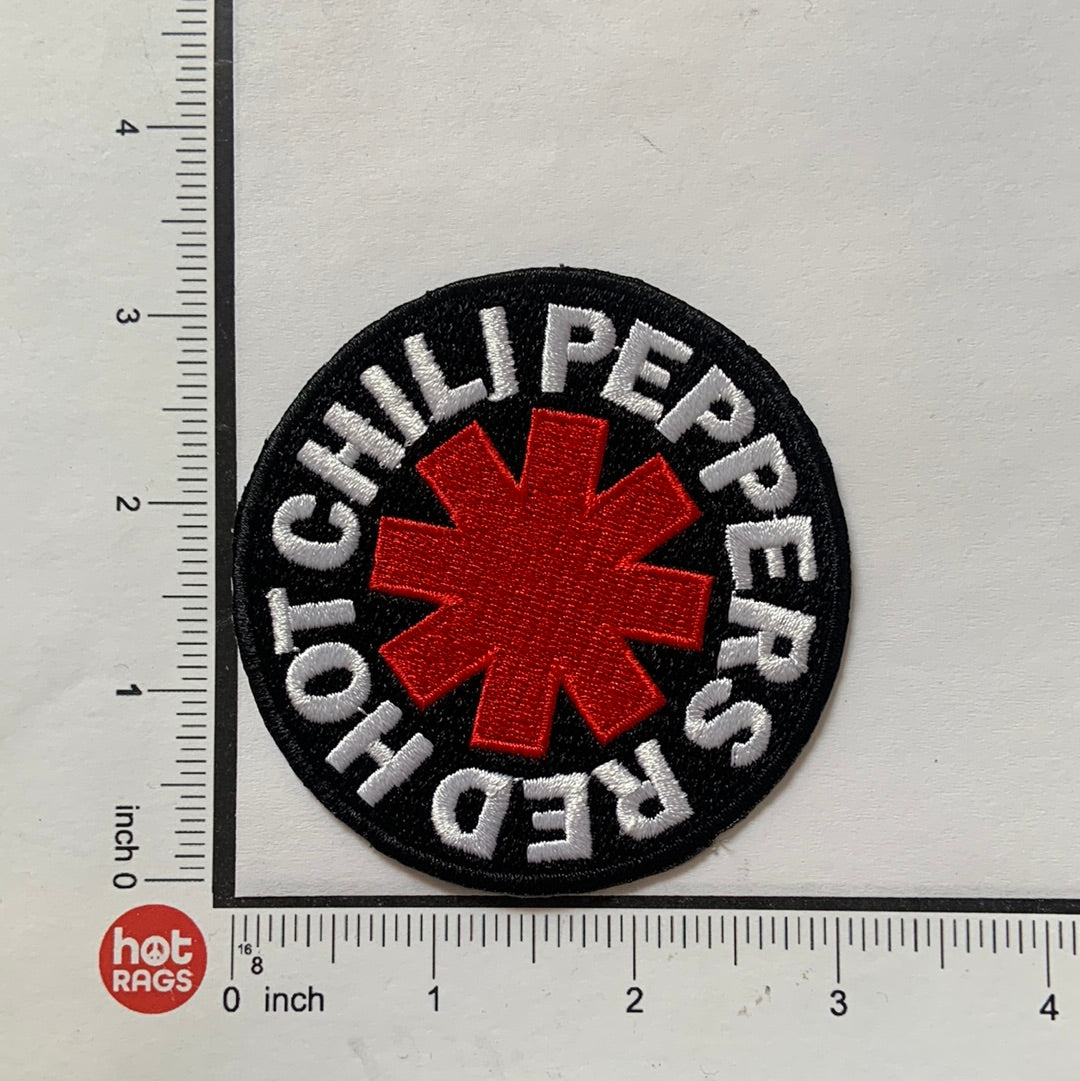 4
3
2
1
inch 0
RED HOT CHILI PEPPERS
hot
RAGS
16
8
0 inch 1 2 3 4